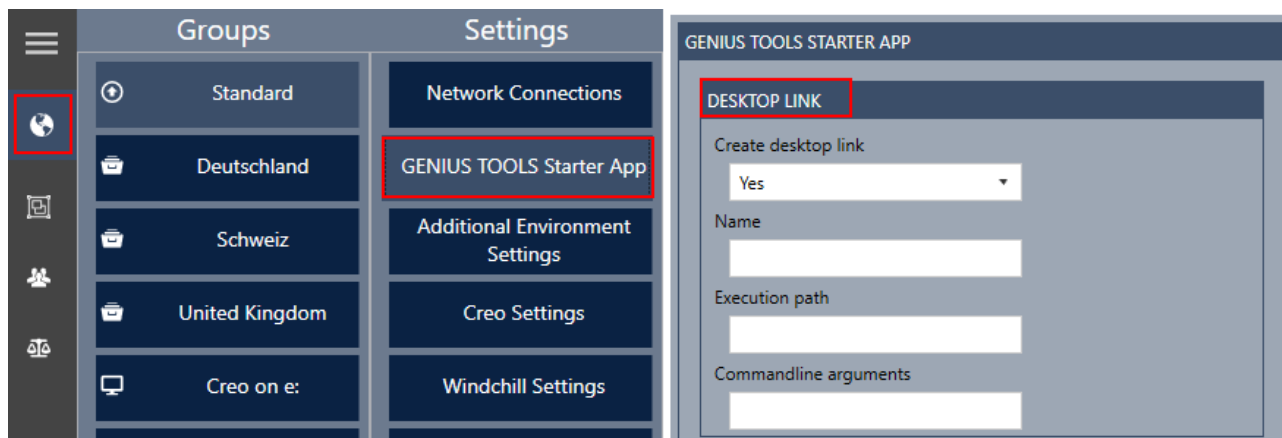 Groups
Standard
Deutschland
Schweiz
United Kingdom
Creo on e:
Settings
Network Connections
GENIUS TOOLS Starter App
Additional Environment
Settings
Creo Settings
Windchill Settings
GENIUS TOOLS STARTER APP
DESKTOP LINK
Create desktop link
Yes
Name
Execution path
Commandline arguments